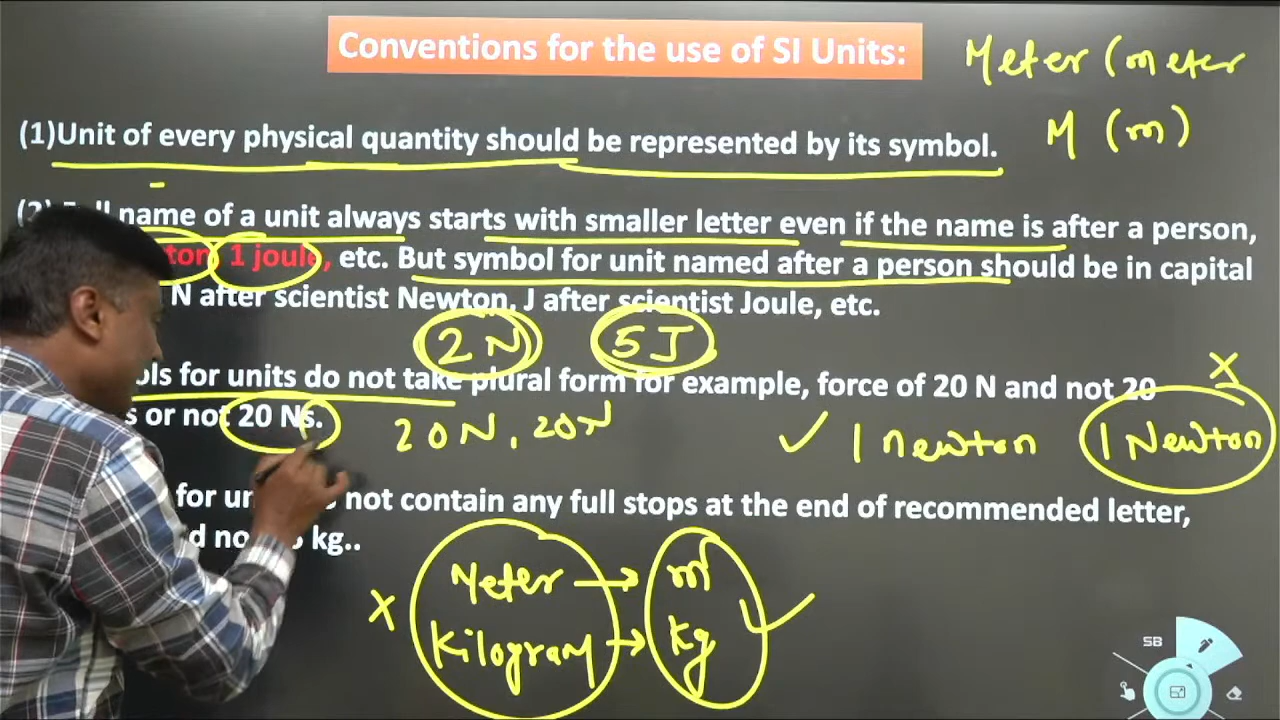 Conventions for the use of SI Units:
Meter (meter
M (m)
(1)Unit of every physical quantity should be represented by its symbol.
name of a unit always starts with smaller letter even if the name is after a person,
1 joule, etc. But symbol for unit named after a person should be in capital
N after scientist Newton, J after scientist Joule, etc.
2 N 5 J
for units do not take plural form for example, force of 20 N and not 20
or not 20 Ns.
20 N, 20N
1 newton
1 Newton
for not contain any full stops at the end of recommended letter,
kg..
Meter → m
Kilogram → kg
SB